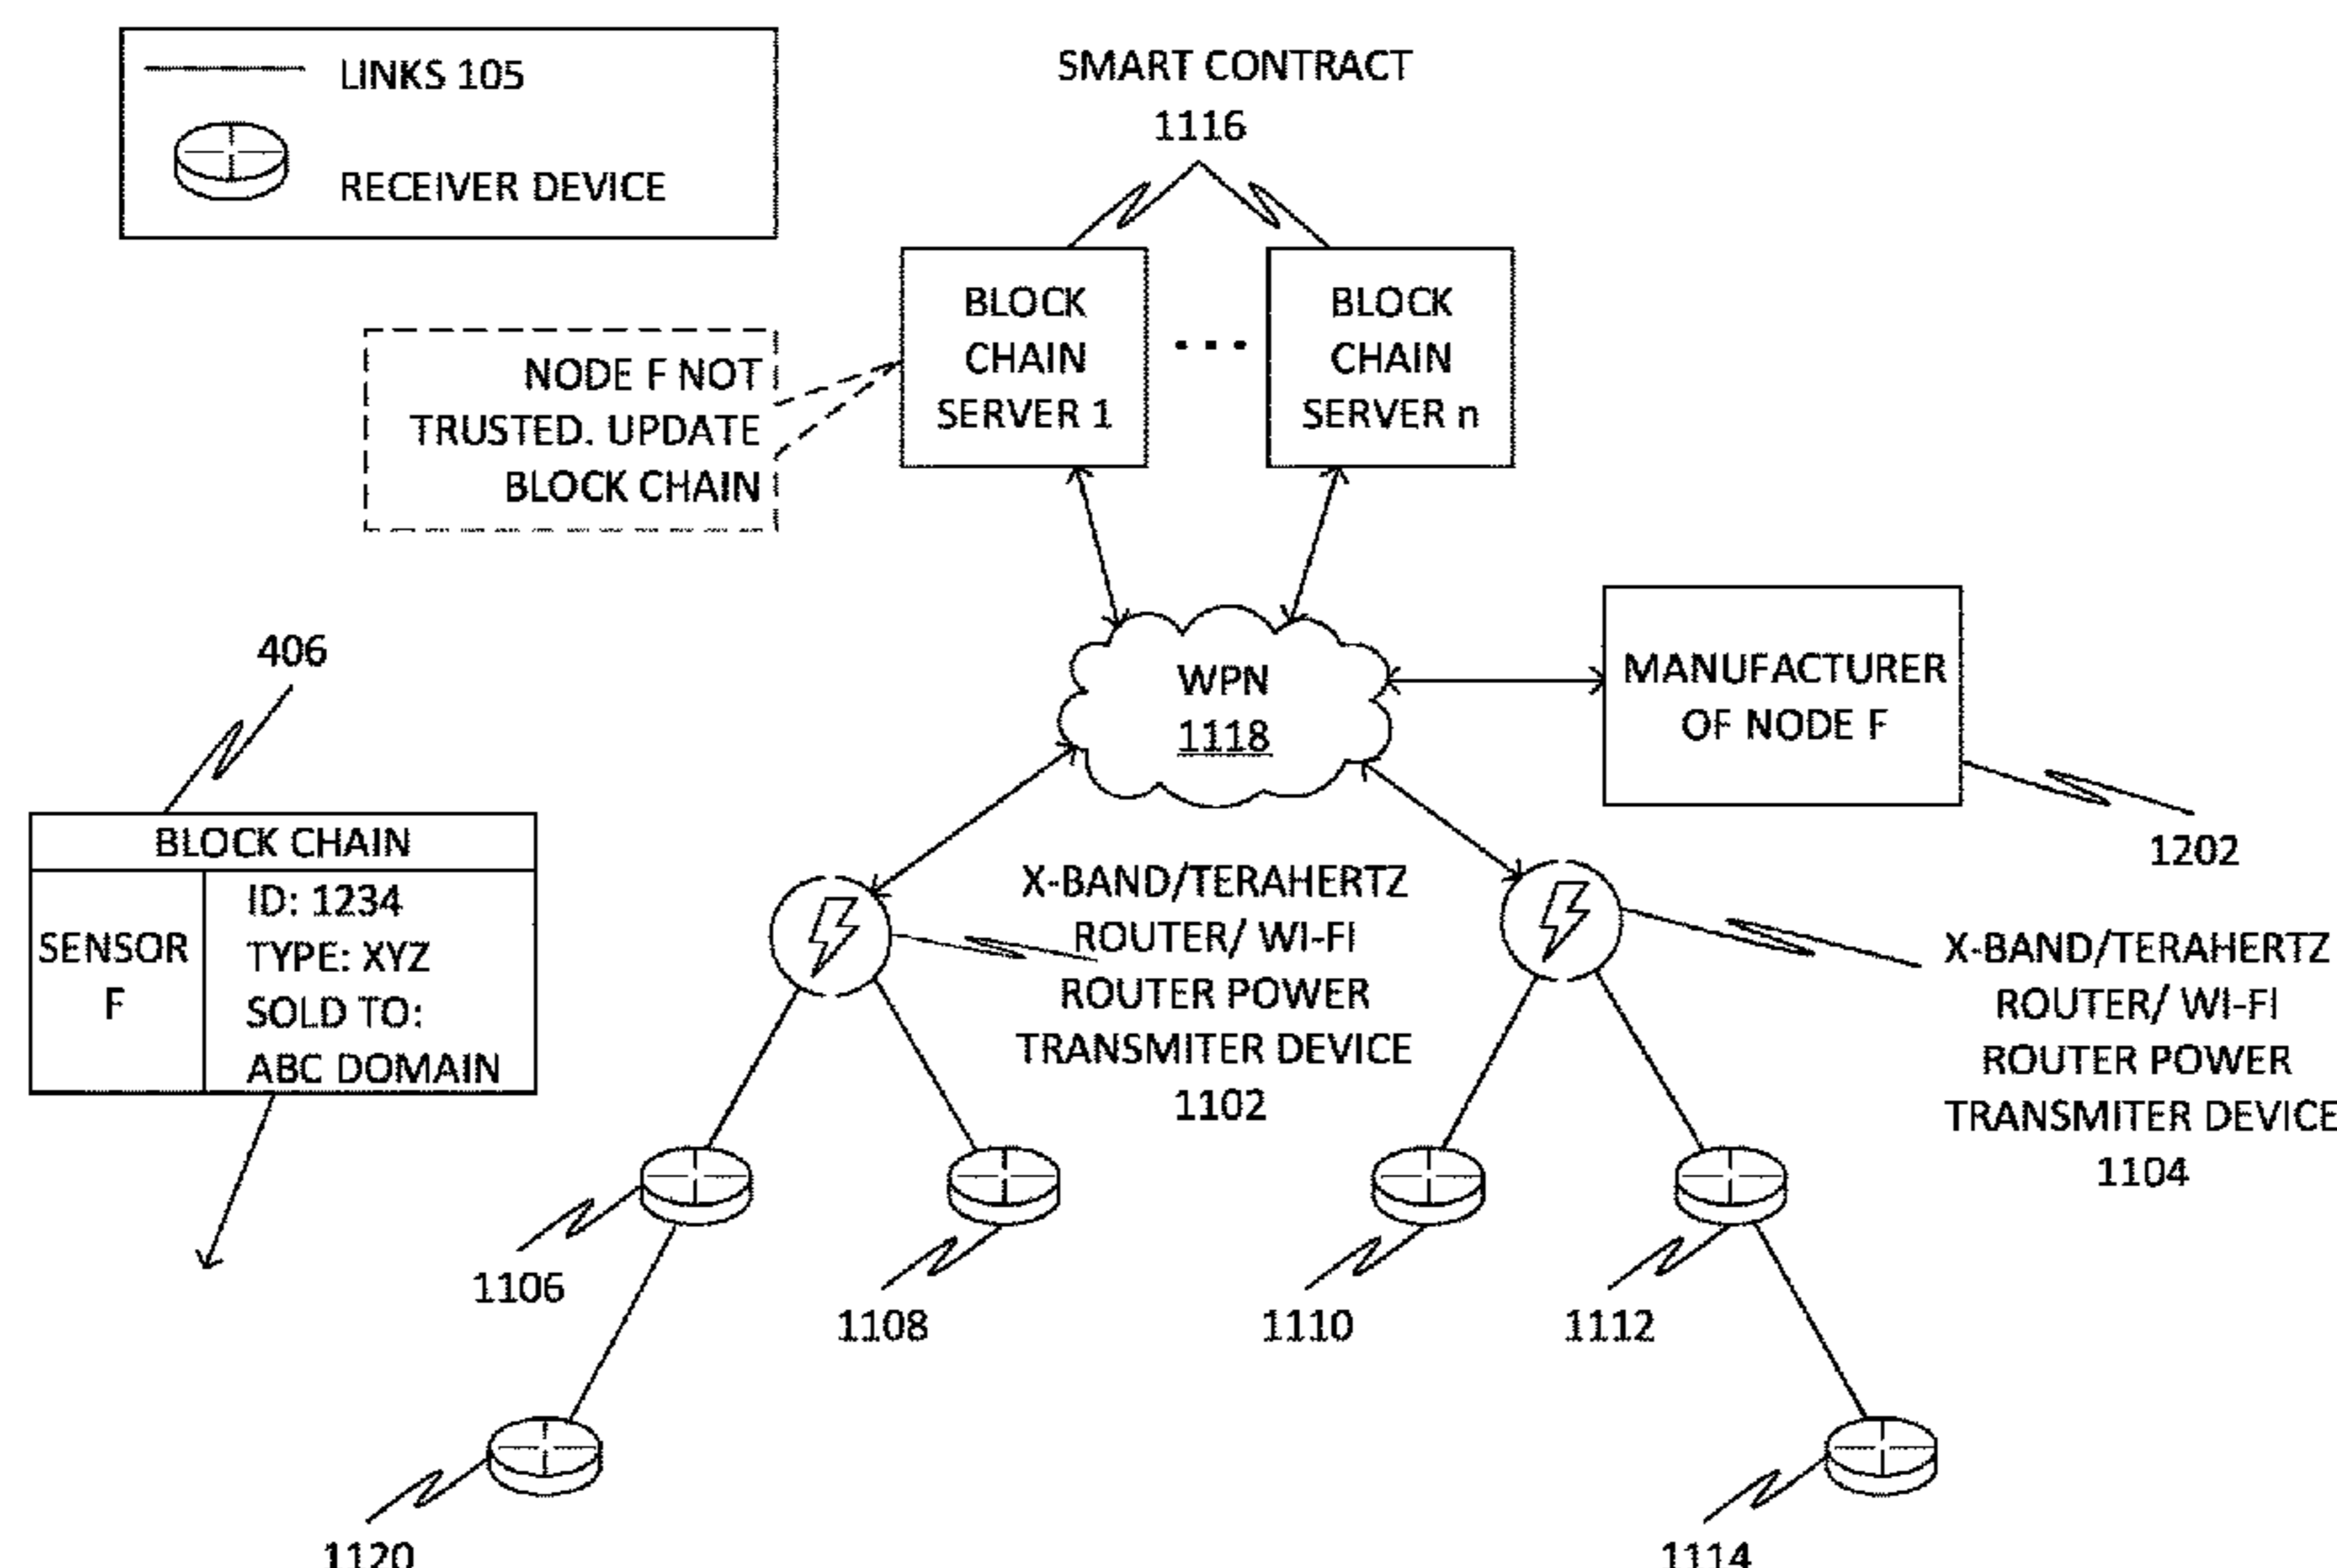 LINKS 105
RECEIVER DEVICE
SMART CONTRACT
1116
BLOCK
CHAIN
SERVER 1
...
BLOCK
CHAIN
SERVER n
NODE F NOT
TRUSTED. UPDATE
BLOCK CHAIN
WPN
1118
MANUFACTURER
OF NODE F
1202
406
BLOCK CHAIN
SENSOR
F
ID: 1234
TYPE: XYZ
SOLD TO:
ABC DOMAIN
X-BAND/TERAHERTZ
ROUTER/ WI-FI
ROUTER POWER
TRANSMITER DEVICE
1102
X-BAND/TERAHERTZ
ROUTER/ WI-FI
ROUTER POWER
TRANSMITER DEVICE
1104
1106
1108
1110
1112
1120
1114